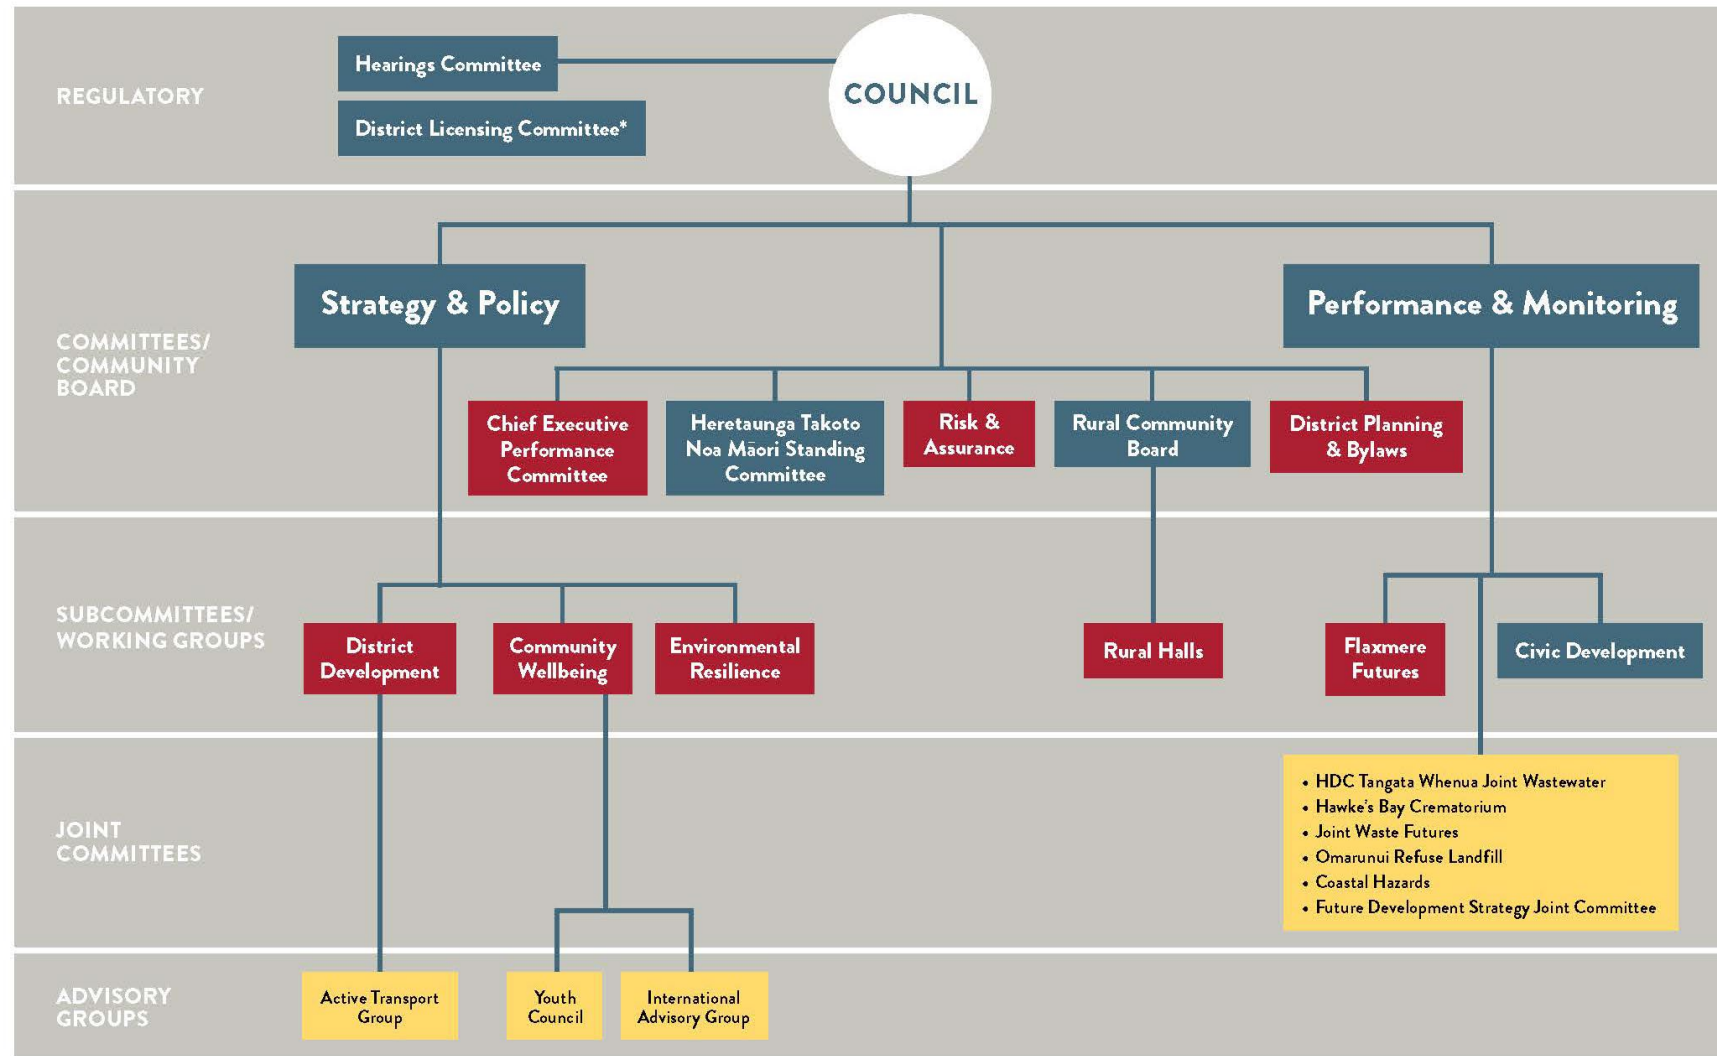 REGULATORY
Hearings Committee
District Licensing Committee*
COUNCIL
COMMITTEES/
COMMUNITY
BOARD
Strategy & Policy
Performance & Monitoring
Chief Executive
Performance
Committee
Heretaunga Takoto
Noa Māori Standing
Committee
Risk &
Assurance
Rural Community
Board
District Planning
& Bylaws
SUBCOMMITTEES/
WORKING GROUPS
District
Development
Community
Wellbeing
Environmental
Resilience
Rural Halls
Flaxmere
Futures
Civic Development
JOINT
COMMITTEES
• HDC Tangata Whenua Joint Wastewater
• Hawke's Bay Crematorium
• Joint Waste Futures
• Omarunui Refuse Landfill
• Coastal Hazards
• Future Development Strategy Joint Committee
ADVISORY
GROUPS
Active Transport
Group
Youth
Council
International
Advisory Group